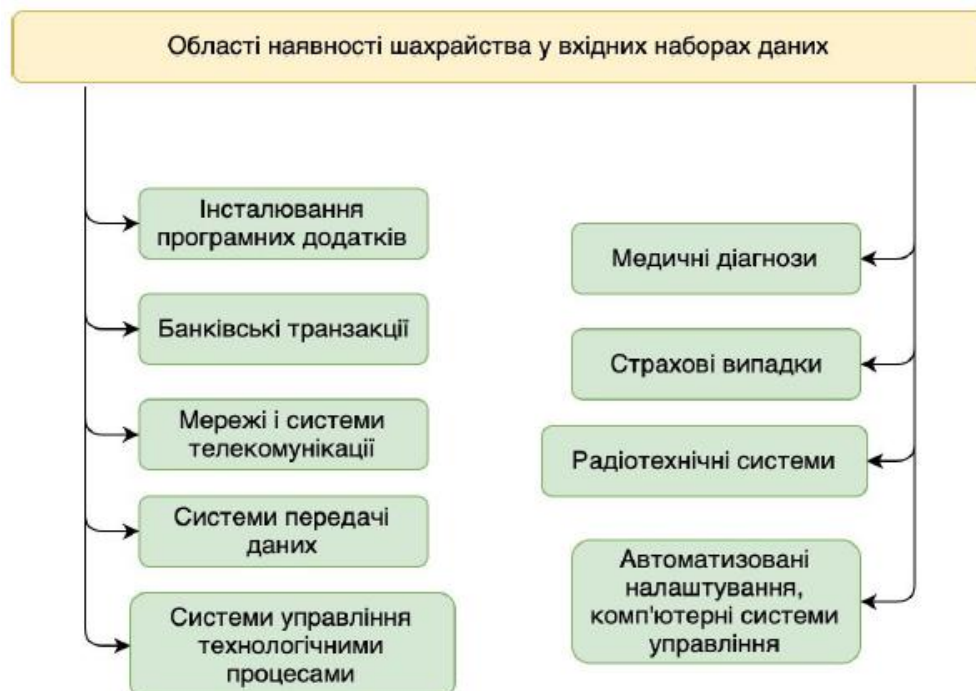 Області наявності шахрайства у вхідних наборах даних
Інсталювання
програмних додатків
Банківські транзакції
Мережі і системи
телекомунікації
Системи передачі
даних
Системи управління
технологічними
процесами
Медичні діагнози
Страхові випадки
Радіотехнічні системи
Автоматизовані
налаштування,
комп'ютерні системи
управління